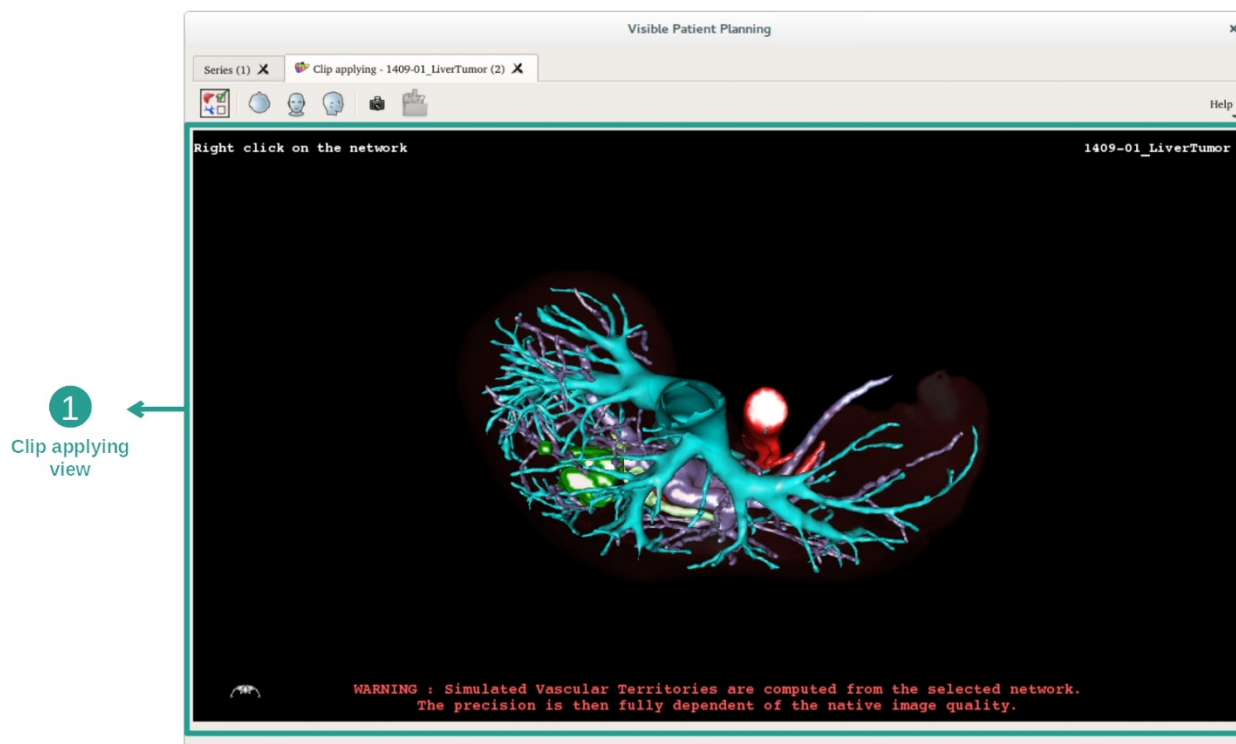 Visible Patient Planning
Series (1)
Clip applying - 1409-01_LiverTumor (2)
Help
Right click on the network
1409-01_LiverTumor
1
Clip applying
view
WARNING : Simulated Vascular Territories are computed from the selected network.
The precision is then fully dependent of the native image quality.